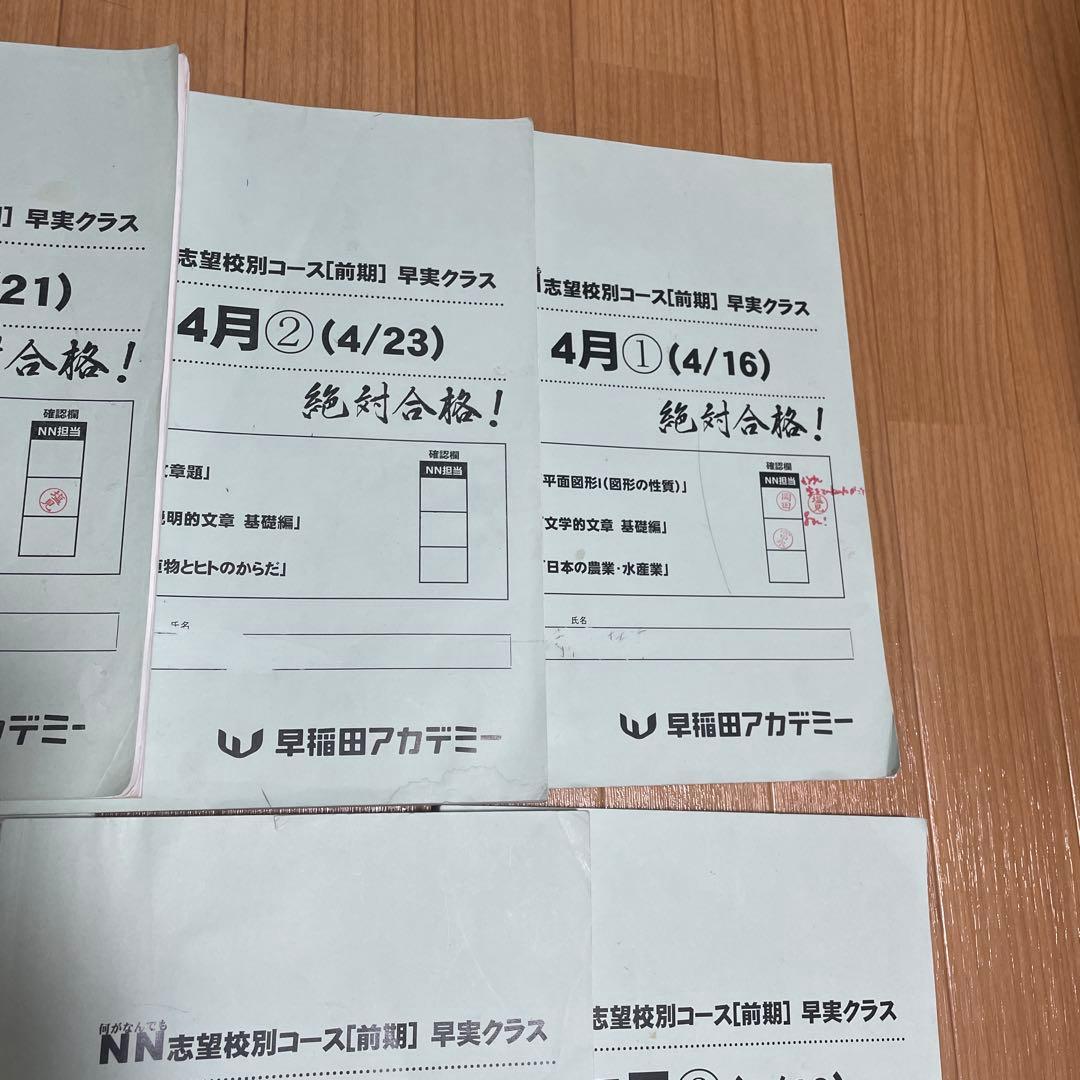 早実クラス
21)
合格!
確認欄
NN担当
塩見
カデミー
志望校別コース[前期] 早実クラス
4月②(4/23)
絶対合格!
確認欄
NN担当
文章題」
説明的文章 基礎編」
植物とヒトのからだ」
氏名
早稲田アカデミー
志望校別コース[前期] 早実クラス
4月①(4/16)
絶対合格!
確認欄
NN担当
平面図形Ⅰ(図形の性質)」
岡田
塩見
文学的文章 基礎編」
「日本の農業・水産業」
氏名
早稲田アカデミー
何がなんでも
NN志望校別コース[前期] 早実クラス
志望校別コース[前期] 早実クラス